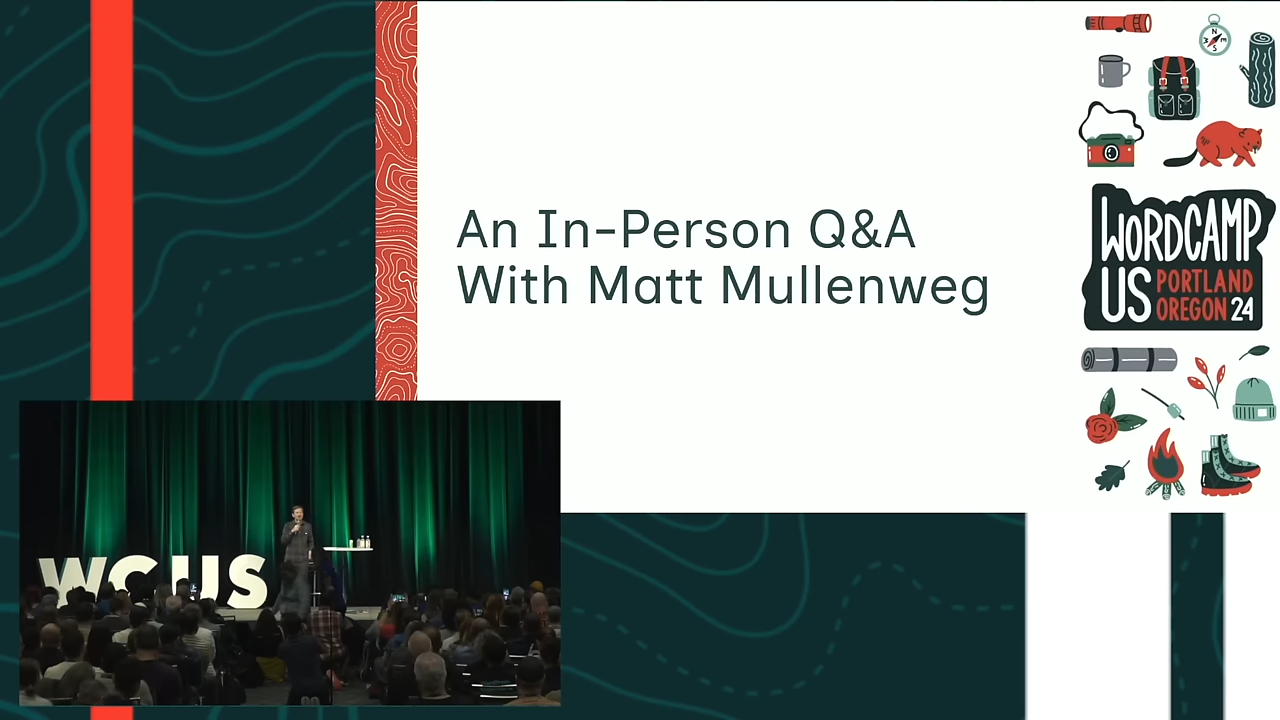 An In-Person Q&A
With Matt Mullenweg
N
E
S
W
WORDCAMP
US PORTLAND
OREGON 24
WCUS